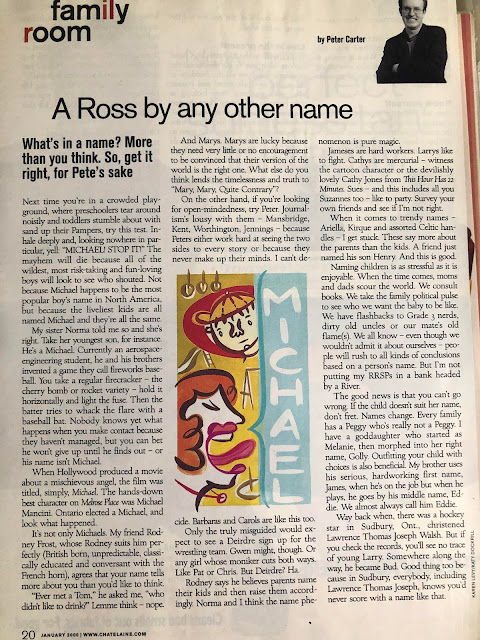 family
room
by Peter Carter
A Ross by any other name
What's in a name? More
than you think. So, get it
right, for Pete's sake
Next time you're in a crowded play-
ground, where preschoolers tear around
noisily and toddlers stumble about with
sand up their Pampers, try this test. In-
hale deeply and, looking nowhere in par-
ticular, yell: "MICHAEL! STOP IT!" The
mayhem will die because all of the
wildest, most risk-taking and fun-loving
boys will look to see who shouted. Not
because Michael happens to be the most
popular boy's name in North America,
but because the liveliest kids are all
named Michael and they're all the same.
My sister Norma told me so and she's
right. Take her youngest son, for instance.
He's a Michael. Currently an aerospace-
engineering student, he and his brothers
invented a game they call fireworks base-
ball. You take a regular firecracker – the
cherry bomb or rocket variety – hold it
horizontally and light the fuse. Then the
batter tries to whack the flare with a
baseball bat. Nobody knows yet what
happens when you make contact because
they haven't managed, but you can bet
he won't give up until he finds out – or
his name isn't Michael.
When Hollywood produced a movie
about a mischievous angel, the film was
titled, simply, Michael. The hands-down
best character on Melrose Place was Michael
Mancini. Ontario elected a Michael, and
look what happened.
It's not only Michaels. My friend Rod-
ney Frost, whose Rodney suits him per-
fectly (British born, unpredictable, classi-
cally educated and conversant with the
French horn), agrees that your name tells
more about you than you'd like to think.
"Ever met a Tom," he asked me, "who
didn't like to drink?" Lemme think – nope.
And Marys. Marys are lucky because
they need very little or no encouragement
to be convinced that their version of the
world is the right one. What else do you
think lends the timelessness and truth to
"Mary, Mary, Quite Contrary"?
On the other hand, if you're looking
for open-mindedness, try Peter. Journal-
ism's lousy with them – Mansbridge,
Kent, Worthington, Jennings – because
Peters either work hard at seeing the two
sides to every story or because they
never make up their minds. I can't de-
MICHAEL
cide. Barbaras and Carols are like this too.
Only the truly misguided would ex-
pect to see a Deirdre sign up for the
wrestling team. Gwen might, though. Or
any girl whose moniker cuts both ways.
Like Pat or Chris. But Deirdre? Ha.
Rodney says he believes parents name
their kids and then raise them accord-
ingly. Norma and I think the name phe-
nomenon is pure magic.
Jameses are hard workers. Larrys like
to fight. Cathys are mercurial – witness
the cartoon character or the devilishly
lovely Cathy Jones from This Hour Has 22
Minutes. Sues – and this includes all you
Suzannes too – like to party. Survey your
own friends and see if I'm not right.
When it comes to trendy names –
Ariella, Kirque and assorted Celtic han-
dles – I get stuck. These say more about
the parents than the kids. A friend just
named his son Henry. And this is good.
Naming children is as stressful as it is
enjoyable. When the time comes, moms
and dads scour the world. We consult
books. We take the family political pulse
to see who we want the baby to be like.
We have flashbacks to Grade 3 nerds,
dirty old uncles or our mate's old
flame(s). We all know – even though we
wouldn't admit it about ourselves – peo-
ple will rush to all kinds of conclusions
based on a person's name. But I'm not
putting my RRSPs in a bank headed
by a River.
The good news is that you can't go
wrong. If the child doesn't suit her name,
don't fret. Names change. Every family
has a Peggy who's really not a Peggy. I
have a goddaughter who started as
Melanie, then morphed into her right
name, Golly. Outfitting your child with
choices is also beneficial. My brother uses
his serious, hardworking first name,
James, when he's on the job but when he
plays, he goes by his middle name, Ed-
die. We almost always call him Eddie.
Way back when, there was a hockey
star in Sudbury, Ont., christened
Lawrence Thomas Joseph Walsh. But if
you check the records, you'll see no trace
of young Larry. Somewhere along the
way, he became Bud. Good thing too be-
cause in Sudbury, everybody, including
Lawrence Thomas Joseph, knows you'd
never score with a name like that.
20 JANUARY 2000 | WWW.CHATELAINE.COM